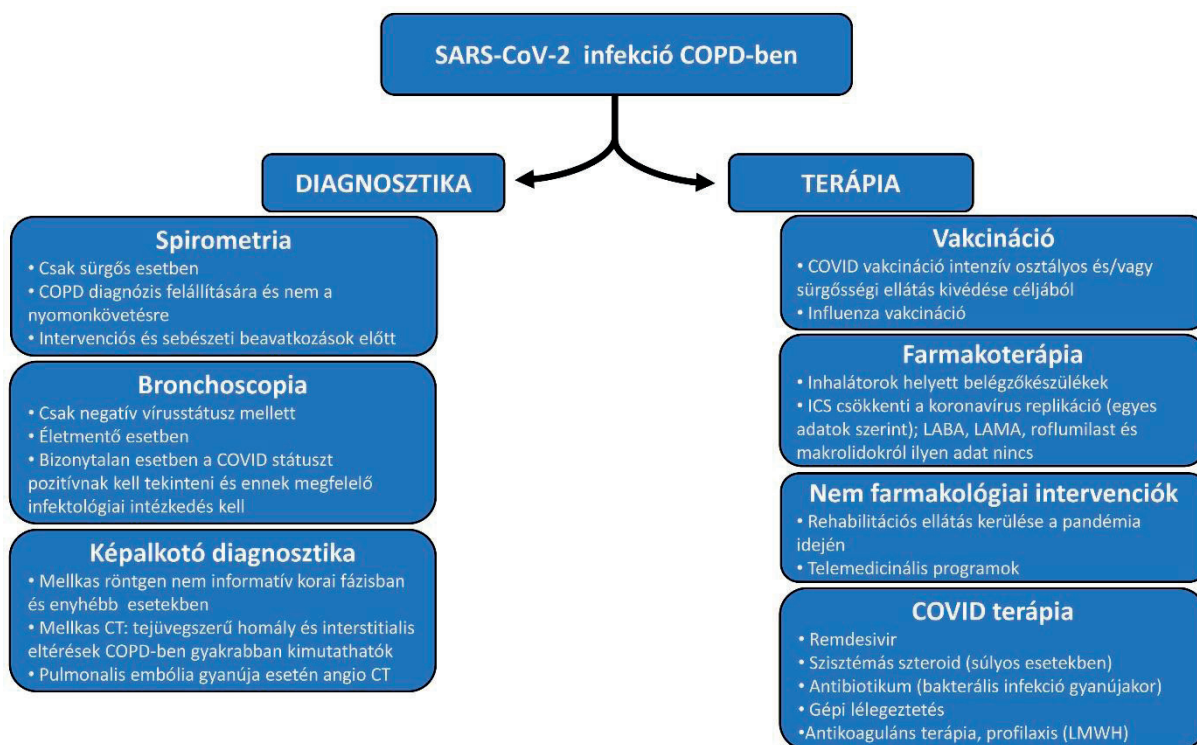 SARS-CoV-2 infekció COPD-ben
DIAGNOSZTIKA
Spirometria
• Csak sürgős esetben
• COPD diagnózis felállítására és nem a
nyomonkövetésre
• Intervenciós és sebészeti beavatkozások előtt
Bronchoscopia
• Csak negatív vírusstátusz mellett
• Életmentő esetben
• Bizonytalan esetben a COVID státuszt
pozitívnak kell tekinteni és ennek megfelelő
infektológiai intézkedés kell
Képalkotó diagnosztika
• Mellkas röntgen nem informatív korai fázisban
és enyhébb esetekben
• Mellkas CT: tejüvegszerű homály és interstitialis
eltérések COPD-ben gyakrabban kimutathatók
• Pulmonalis embólia gyanúja esetén angio CT
TERÁPIA
Vakcináció
• COVID vakcináció intenzív osztályos és/vagy
sürgősségi ellátás kivédése céljából
• Influenza vakcináció
Farmakoterápia
• Inhalátorok helyett belégzőkészülékek
• ICS csökkenti a koronavírus replikáció (egyes
adatok szerint); LABA, LAMA, roflumilast és
makrolidokról ilyen adat nincs
Nem farmakológiai intervenciók
• Rehabilitációs ellátás kerülése a pandémia
idején
• Telemedicinális programok
COVID terápia
• Remdesivir
• Szisztémás szteroid (súlyos esetekben)
• Antibiotikum (bakterális infekció gyanújakor)
• Gépi lélegeztetés
• Antikoaguláns terápia, profilaxis (LMWH)